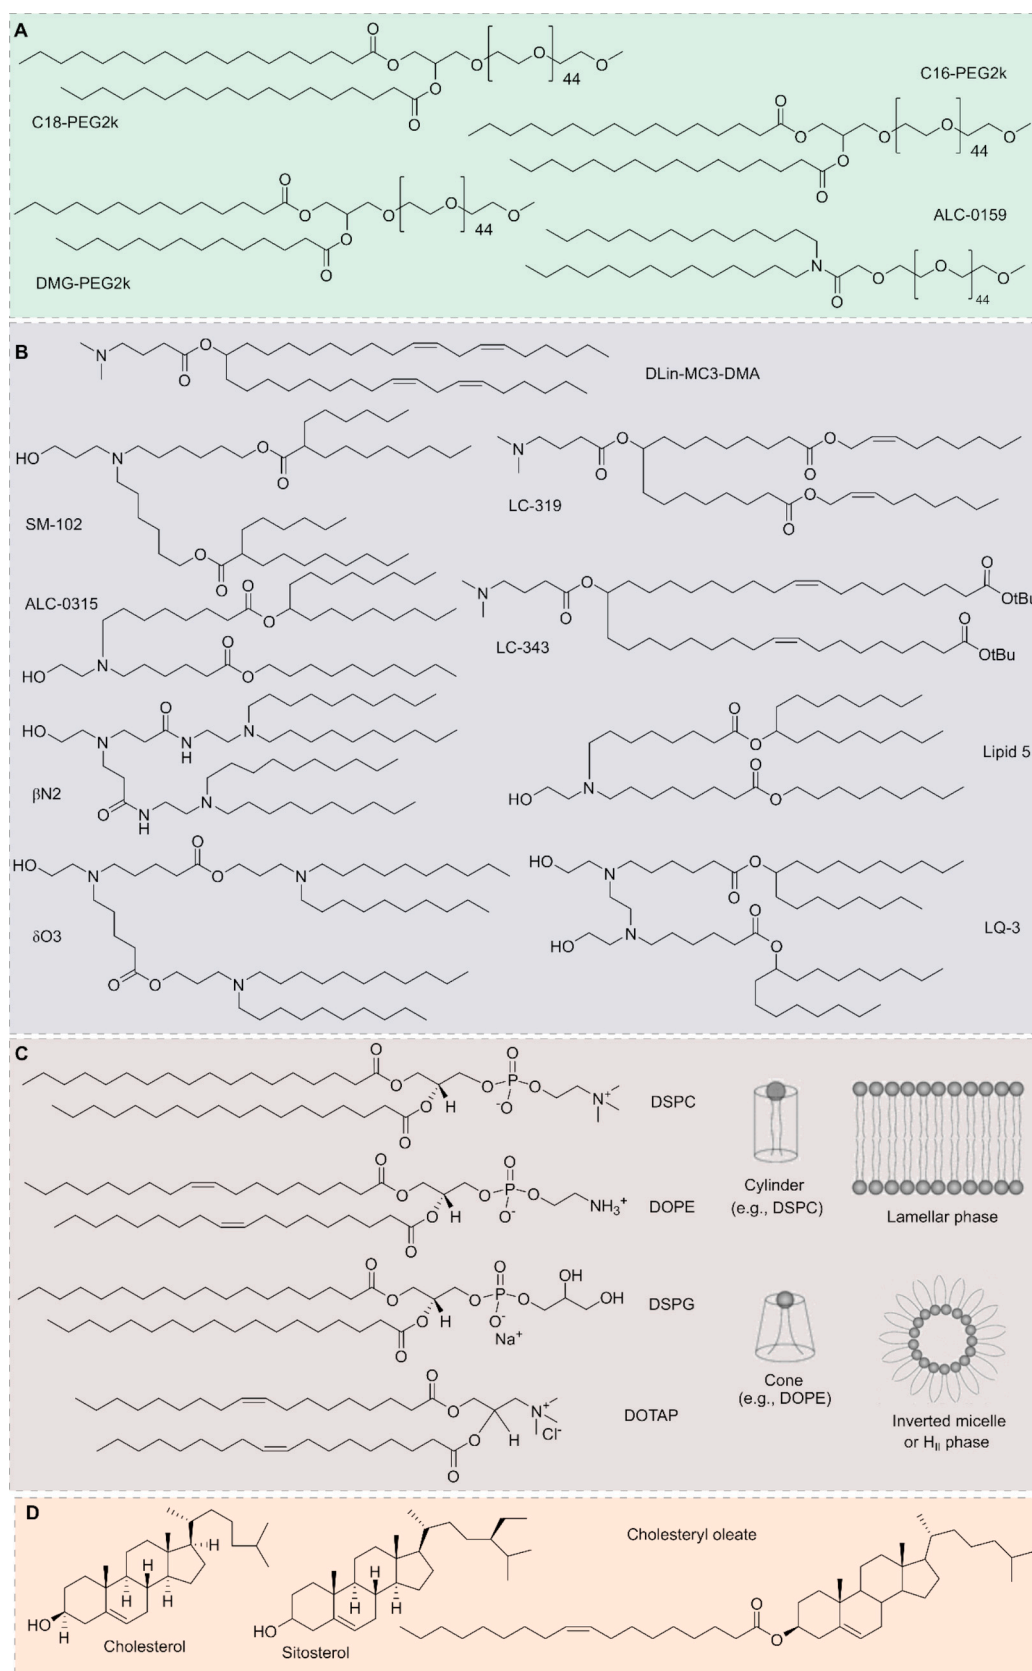 A
C18-PEG2k
O
O
O
O
O
O
O
44
C16-PEG2k
O
O
O
O
O
O
O
44
DMG-PEG2k
O
O
O
O
O
O
O
44
ALC-0159
N
O
O
O
O
44
B
DLin-MC3-DMA
N
O
O
SM-102
HO
N
O
O
O
O
LC-319
N
O
O
O
O
O
O
ALC-0315
HO
N
O
O
O
O
LC-343
N
O
O
O
OtBu
O
OtBu
βN2
HO
N
O
N
H
N
O
N
H
N
Lipid 5
HO
N
O
O
O
O
δO3
HO
N
O
O
N
O
O
N
LQ-3
HO
N
HO
N
O
O
O
O
C
DSPC
O
O
O
O
H
O
O
P
-O
O
N+
Cylinder
(e.g., DSPC)
Lamellar phase
DOPE
O
O
O
O
H
O
O
P
O-
O
NH3+
DSPG
O
O
O
O
H
O
O
P
O-
Na+
O
OH
OH
Cone
(e.g., DOPE)
Inverted micelle
or HII phase
DOTAP
O
O
O
O
H
N+
Cl-
D
Cholesterol
HO
H
H
H
H
H
Sitosterol
HO
H
H
H
Cholesteryl oleate
O
O